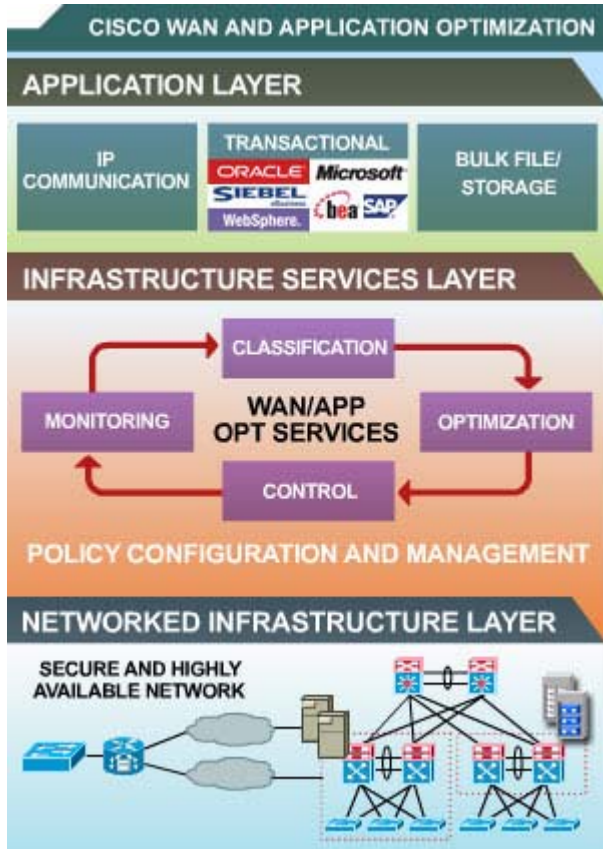 CISCO WAN AND APPLICATION OPTIMIZATION
APPLICATION LAYER
IP
COMMUNICATION
TRANSACTIONAL
ORACLE
Microsoft
SIEBEL
eBusiness
WebSphere.
bea
SAP
BULK FILE/
STORAGE
INFRASTRUCTURE SERVICES LAYER
CLASSIFICATION
MONITORING
WAN/APP
OPT SERVICES
OPTIMIZATION
CONTROL
POLICY CONFIGURATION AND MANAGEMENT
NETWORKED INFRASTRUCTURE LAYER
SECURE AND HIGHLY
AVAILABLE NETWORK